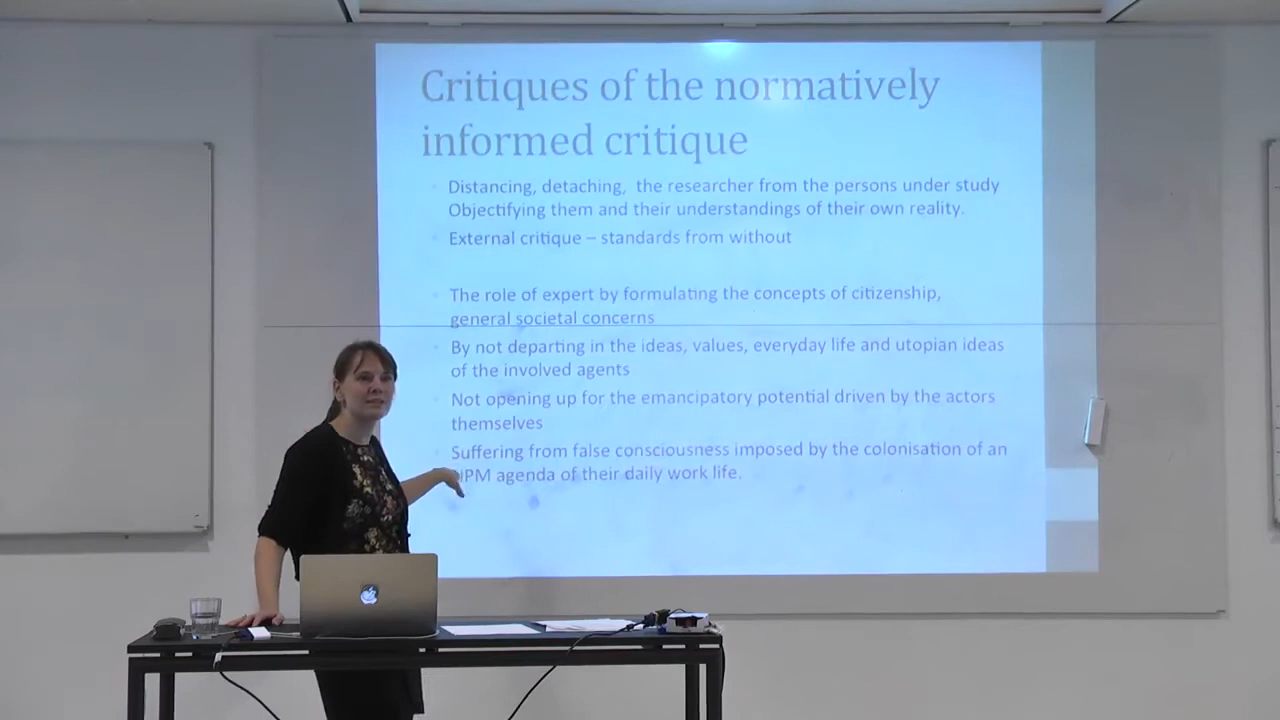 Critiques of the normatively
informed critique
Distancing, detaching, the researcher from the persons under study
Objectifying them and their understandings of their own reality.
External critique – standards from without
The role of expert by formulating the concepts of citizenship,
general societal concerns
By not departing in the ideas, values, everyday life and utopian ideas
of the involved agents
Not opening up for the emancipatory potential driven by the actors
themselves
Suffering from false consciousness imposed by the colonisation of an
agenda of their daily work life.